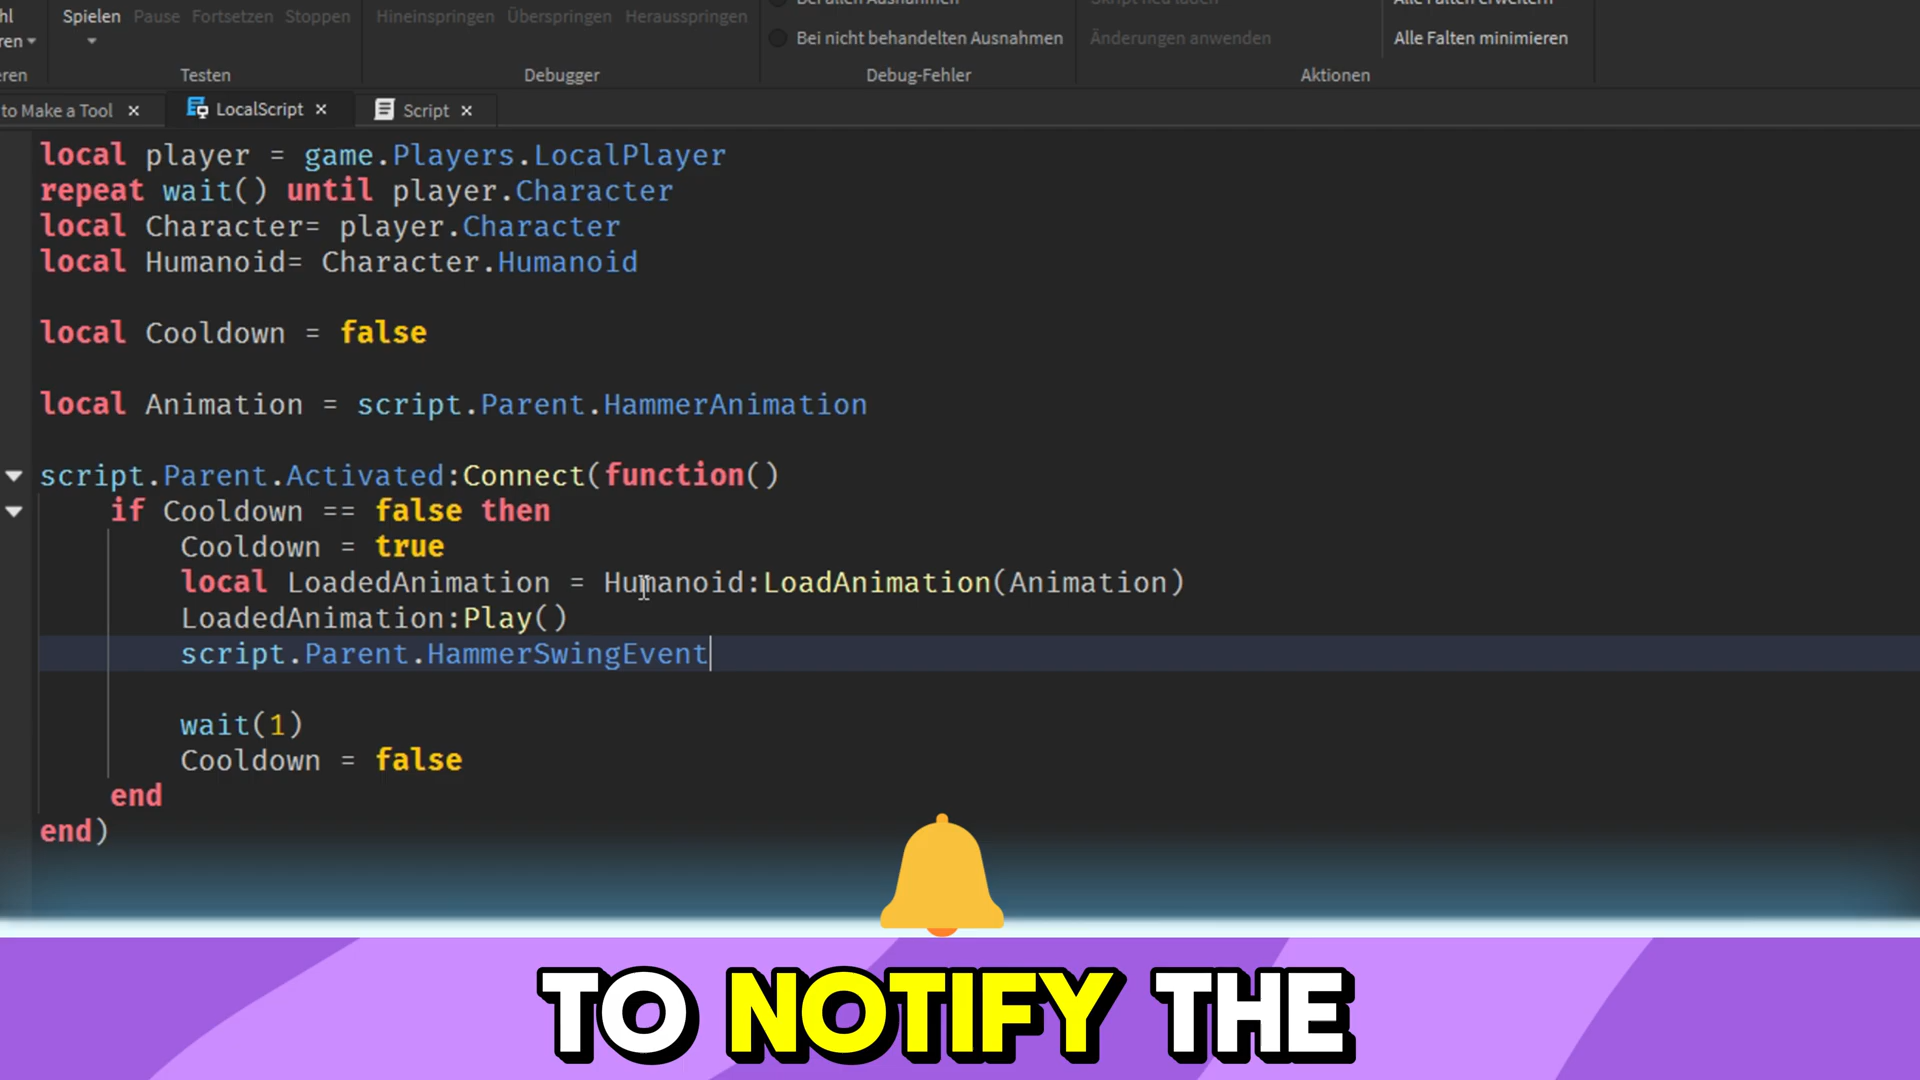 hl Spielen Pause Fortsetzen Stoppen Hineinspringen Überspringen Herausspringen
ren Bei nicht behandelten Ausnahmen Änderungen anwenden Alle Falten minimieren
eren Testen Debugger Debug-Fehler Aktionen
to Make a Tool LocalScript Script
local player = game.Players.LocalPlayer
repeat wait() until player.Character
local Character= player.Character
local Humanoid= Character.Humanoid
local Cooldown = false
local Animation = script.Parent.HammerAnimation
script.Parent.Activated:Connect(function()
if Cooldown == false then
Cooldown = true
local LoadedAnimation = Humanoid:LoadAnimation(Animation)
LoadedAnimation:Play()
script.Parent.HammerSwingEvent
wait(1)
Cooldown = false
end
end)
TO NOTIFY THE